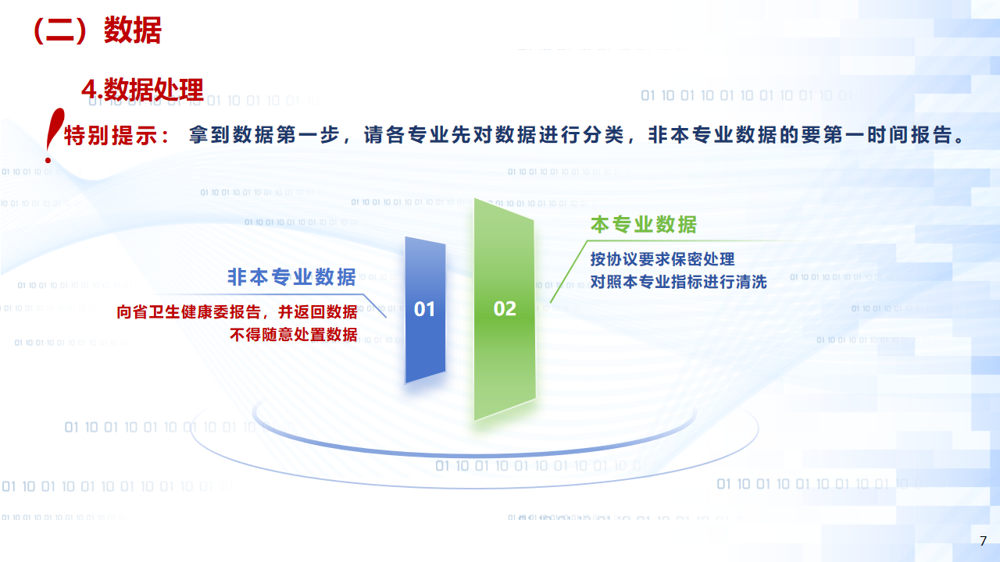 （二）数据
4.数据处理
特别提示： 拿到数据第一步，请各专业先对数据进行分类，非本专业数据的要第一时间报告。
非本专业数据
向省卫生健康委报告，并返回数据
不得随意处置数据
01
02
本专业数据
按协议要求保密处理
对照本专业指标进行清洗
7